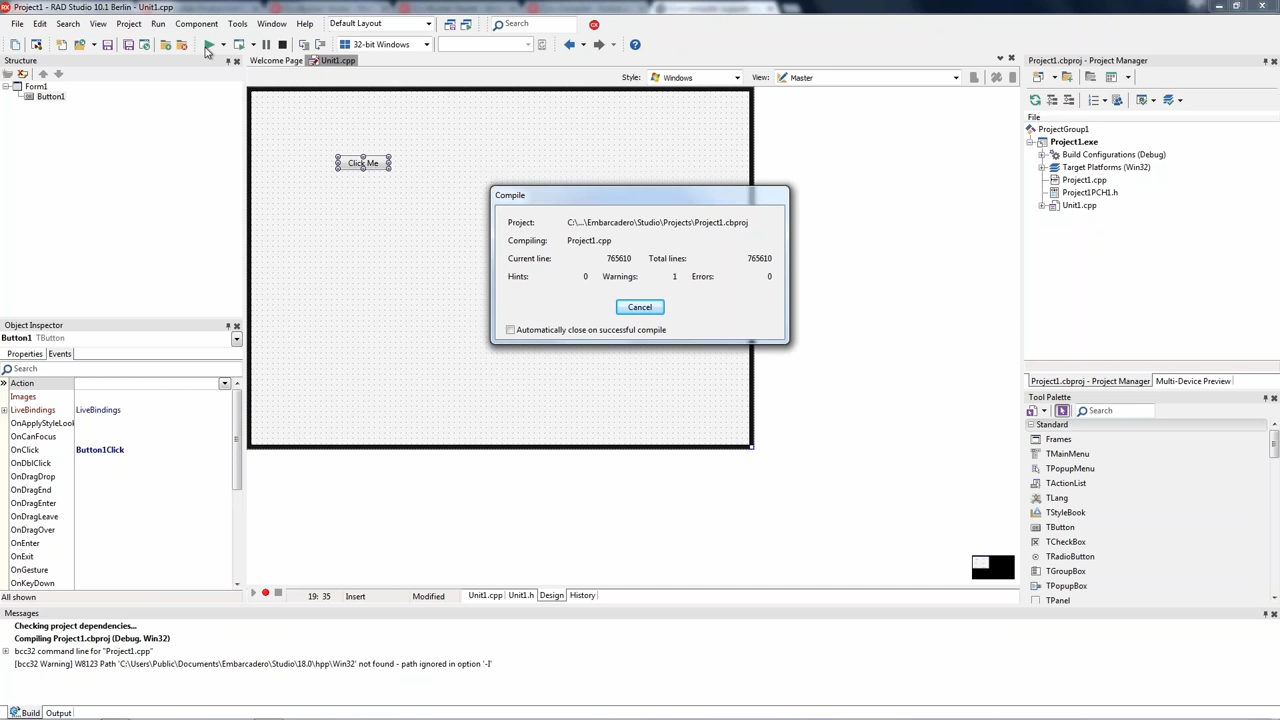 Project1 - RAD Studio 10.1 Berlin - Unit1.cpp
File Edit Search View Project Run Component Tools Window Help Default Layout Search
32-bit Windows
Structure
Form1
Button1
Welcome Page Unit1.cpp
Style: Windows View: Master
Click Me
Compile
Project: C:\...\Embarcadero\Studio\Projects\Project1.cbproj
Compiling: Project1.cpp
Current line: 765610 Total lines: 765610
Hints: 0 Warnings: 1 Errors: 0
Cancel
Automatically close on successful compile
Project1.cbproj - Project Manager
File
ProjectGroup1
Project1.exe
Build Configurations (Debug)
Target Platforms (Win32)
Project1.cpp
Project1PCH1.h
Unit1.cpp
Project1.cbproj - Project Manager Multi-Device Preview
Object Inspector
Button1 TButton
Properties Events
Search
Action
Images
LiveBindings LiveBindings
OnApplyStyleLook
OnCanFocus
OnClick Button1Click
OnDblClick
OnDragDrop
OnDragEnd
OnDragEnter
OnDragLeave
OnDragOver
OnEnter
OnExit
OnGesture
OnKeyDown
All shown
Tool Palette
Search
Standard
Frames
TMainMenu
TPopupMenu
TActionList
TLang
TStyleBook
TButton
TCheckBox
TRadioButton
TGroupBox
TPopupBox
TPanel
19: 35 Insert Modified Unit1.cpp Unit1.h Design History
Messages
Checking project dependencies...
Compiling Project1.cbproj (Debug, Win32)
bcc32 command line for "Project1.cpp"
[bcc32 Warning] W8123 Path 'C:\Users\Public\Documents\Embarcadero\Studio\18.0\hpp\Win32' not found - path ignored in option '-I'
Build Output